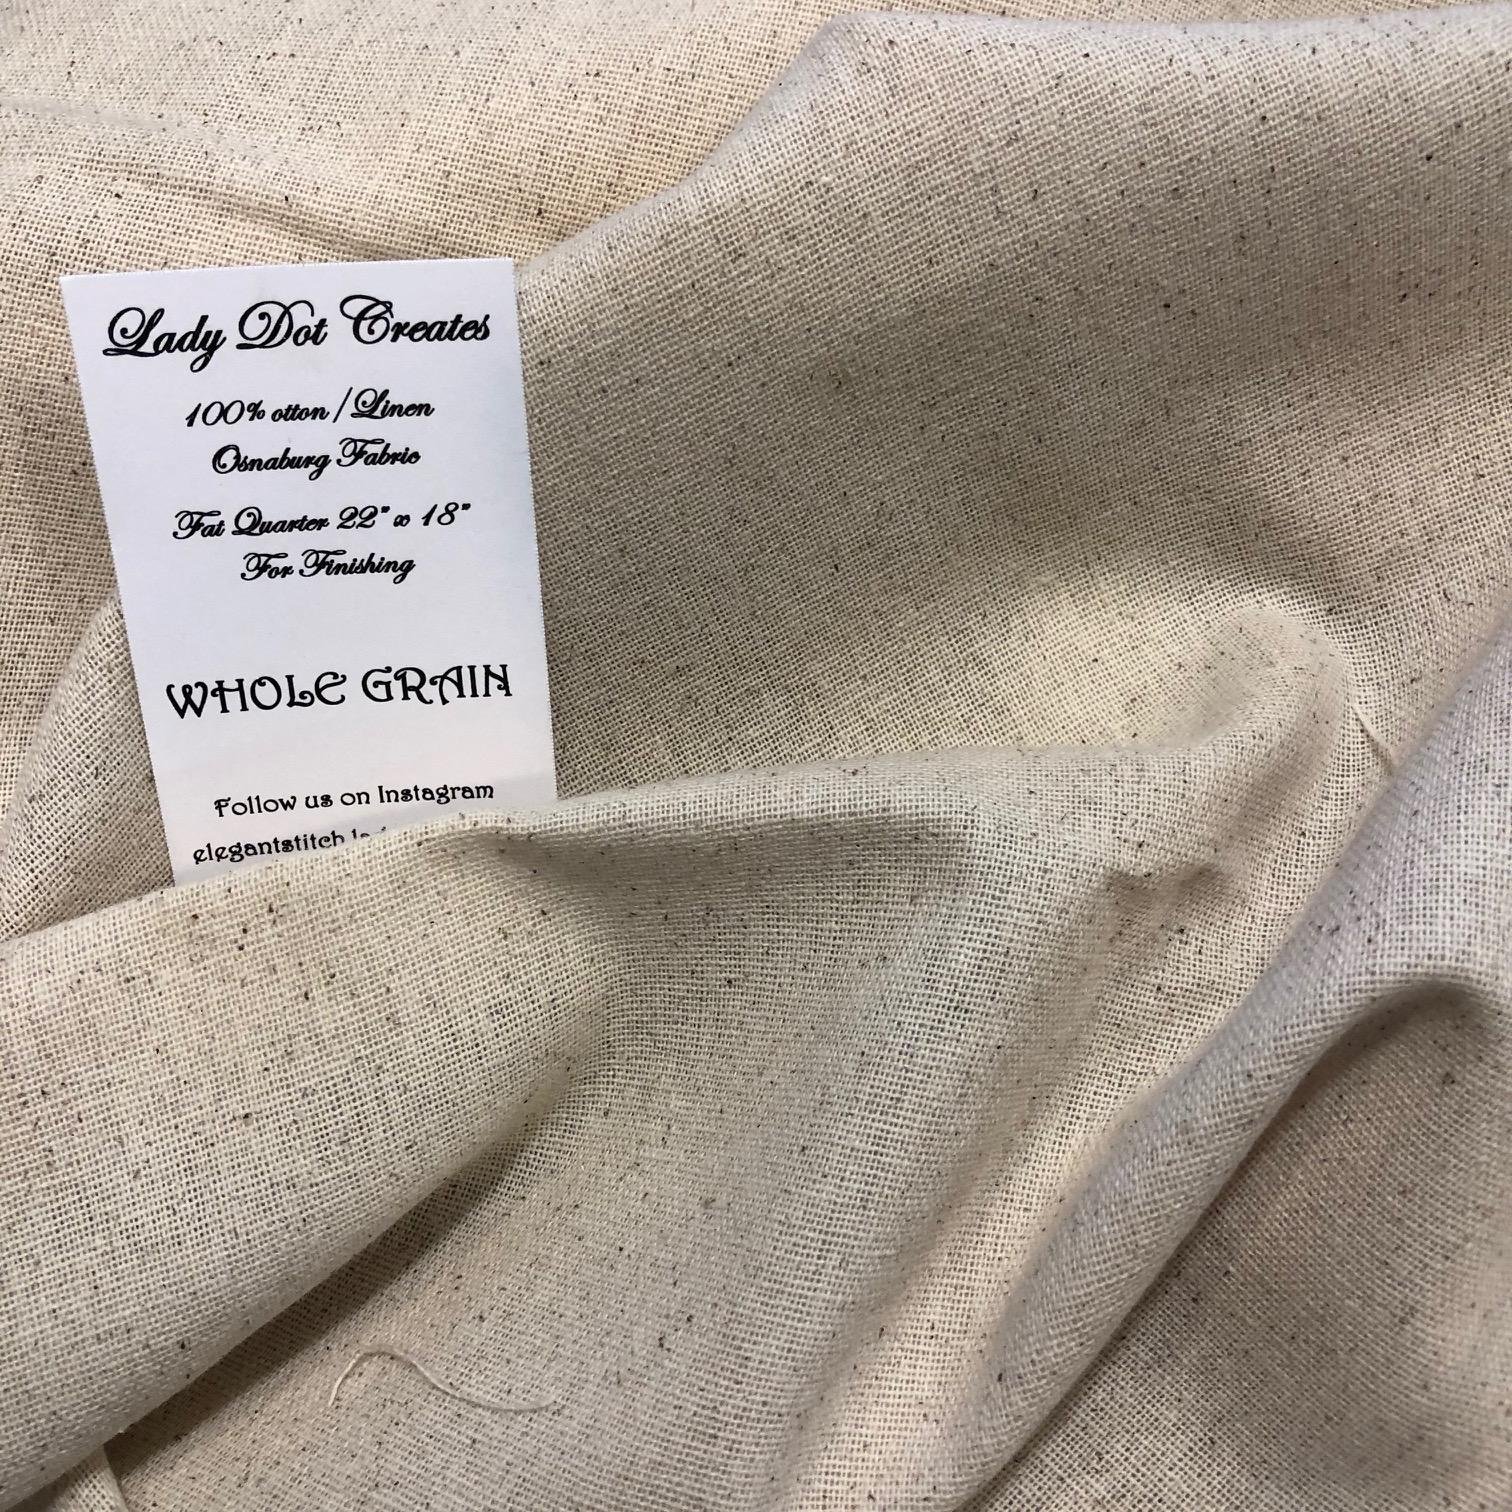 Lady Dot Creates
100% otton / Linen
Osnaburg Fabric
Fat Quarter 22" x 18"
For Finishing
WHOLE GRAIN
Follow us on Instagram
elegantstitch